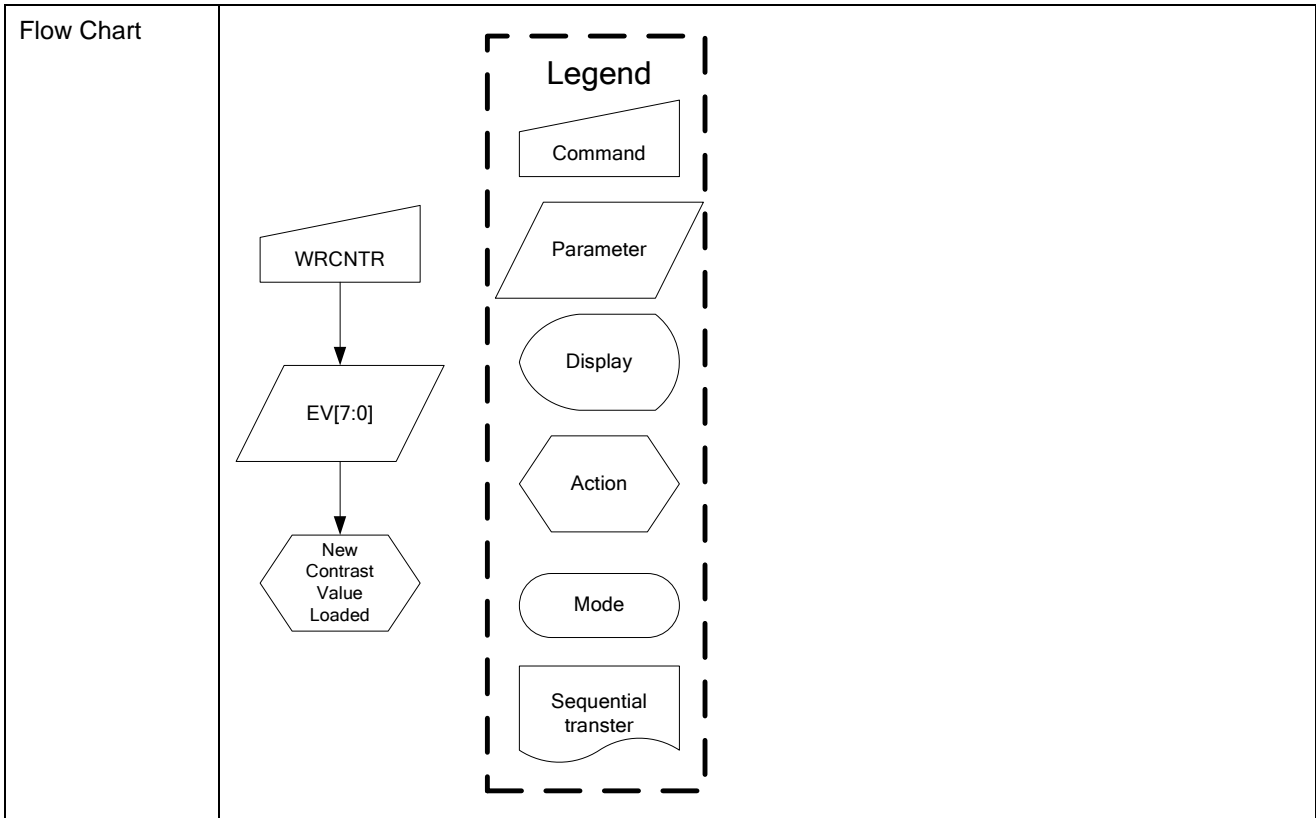 Flow Chart
WRCNTR
EV[7:0]
New
Contrast
Value
Loaded
Legend
Command
Parameter
Display
Action
Mode
Sequential
transter